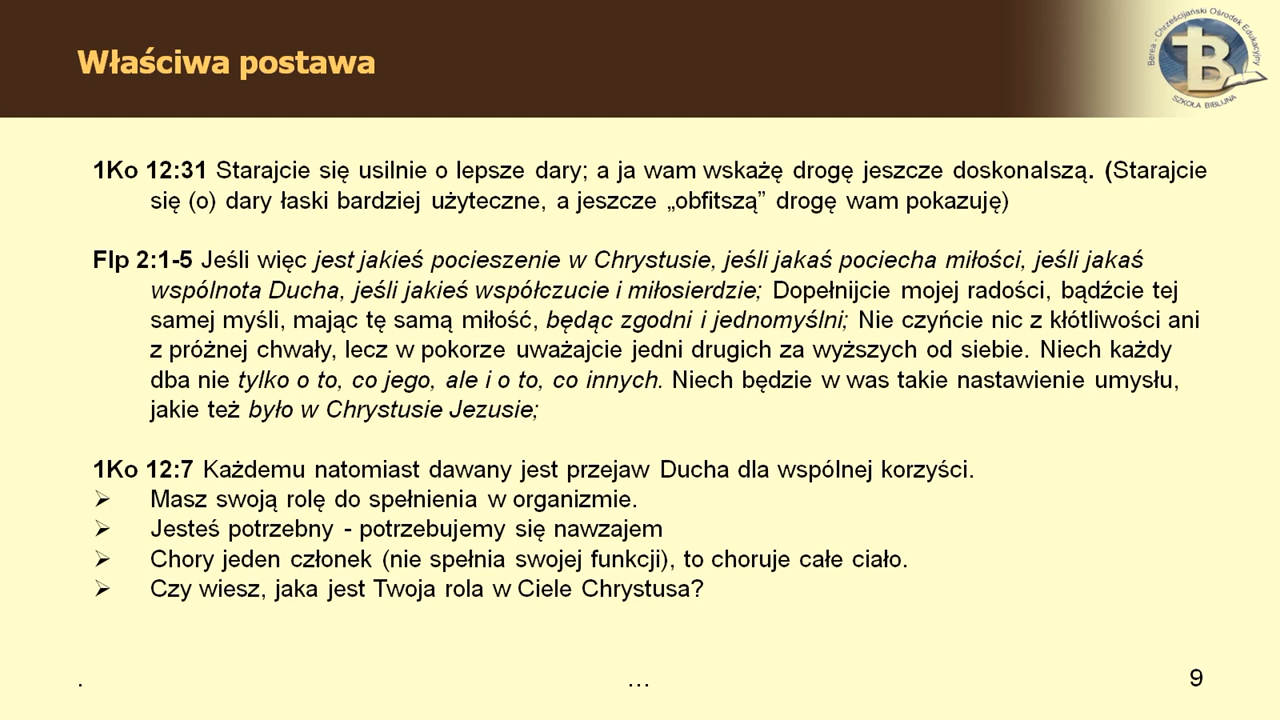 Właściwa postawa
Berea - Chrześcijański Ośrodek Edukacyjny
B
SZKOŁA BIBLIJNA
1Ko 12:31 Starajcie się usilnie o lepsze dary; a ja wam wskażę drogę jeszcze doskonalszą. (Starajcie
się (o) dary łaski bardziej użyteczne, a jeszcze „obfitszą” drogę wam pokazuję)
Flp 2:1-5 Jeśli więc jest jakieś pocieszenie w Chrystusie, jeśli jakaś pociecha miłości, jeśli jakaś
wspólnota Ducha, jeśli jakieś współczucie i miłosierdzie; Dopełnijcie mojej radości, bądźcie tej
samej myśli, mając tę samą miłość, będąc zgodni i jednomyślni; Nie czyńcie nic z kłótliwości ani
z próżnej chwały, lecz w pokorze uważajcie jedni drugich za wyższych od siebie. Niech każdy
dba nie tylko o to, co jego, ale i o to, co innych. Niech będzie w was takie nastawienie umysłu,
jakie też było w Chrystusie Jezusie;
1Ko 12:7 Każdemu natomiast dawany jest przejaw Ducha dla wspólnej korzyści.
➢ Masz swoją rolę do spełnienia w organizmie.
➢ Jesteś potrzebny - potrzebujemy się nawzajem
➢ Chory jeden członek (nie spełnia swojej funkcji), to choruje całe ciało.
➢ Czy wiesz, jaka jest Twoja rola w Ciele Chrystusa?
. ... 9